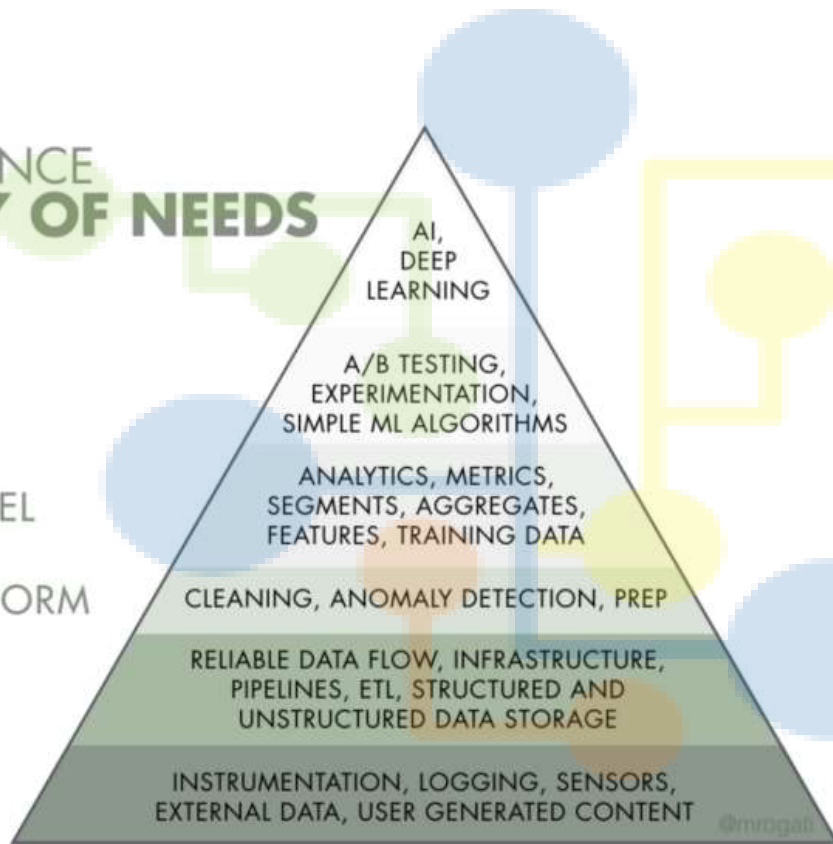 NCE
Y OF NEEDS
AI,
DEEP
LEARNING
A/B TESTING,
EXPERIMENTATION,
SIMPLE ML ALGORITHMS
ANALYTICS, METRICS,
SEGMENTS, AGGREGATES,
FEATURES, TRAINING DATA
EL
ORM
CLEANING, ANOMALY DETECTION, PREP
RELIABLE DATA FLOW, INFRASTRUCTURE,
PIPELINES, ETL, STRUCTURED AND
UNSTRUCTURED DATA STORAGE
INSTRUMENTATION, LOGGING, SENSORS,
EXTERNAL DATA, USER GENERATED CONTENT
@mrogati